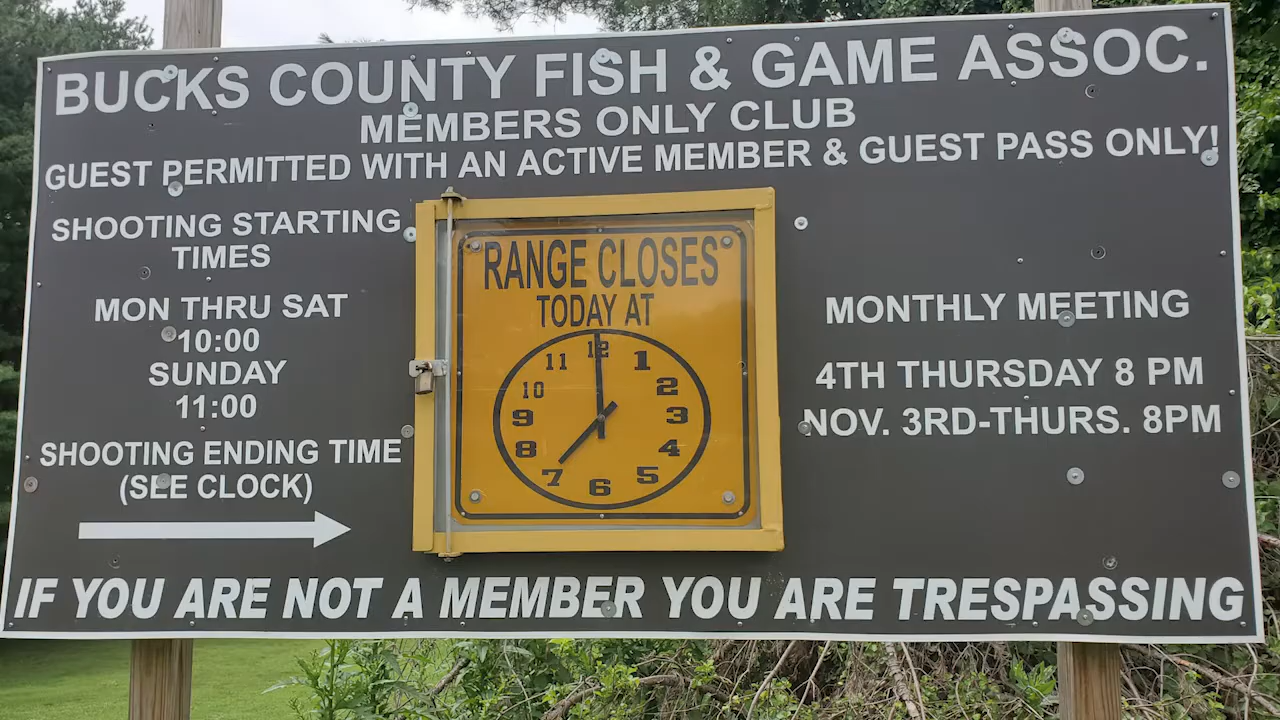 BUCKS COUNTY FISH & GAME ASSOC.
MEMBERS ONLY CLUB
GUEST PERMITTED WITH AN ACTIVE MEMBER & GUEST PASS ONLY!
SHOOTING STARTING
TIMES
MON THRU SAT
10:00
SUNDAY
11:00
SHOOTING ENDING TIME
(SEE CLOCK)
RANGE CLOSES
TODAY AT
12
1
2
3
4
5
6
7
8
9
10
11
MONTHLY MEETING
4TH THURSDAY 8 PM
NOV. 3RD-THURS. 8PM
IF YOU ARE NOT A MEMBER YOU ARE TRESPASSING